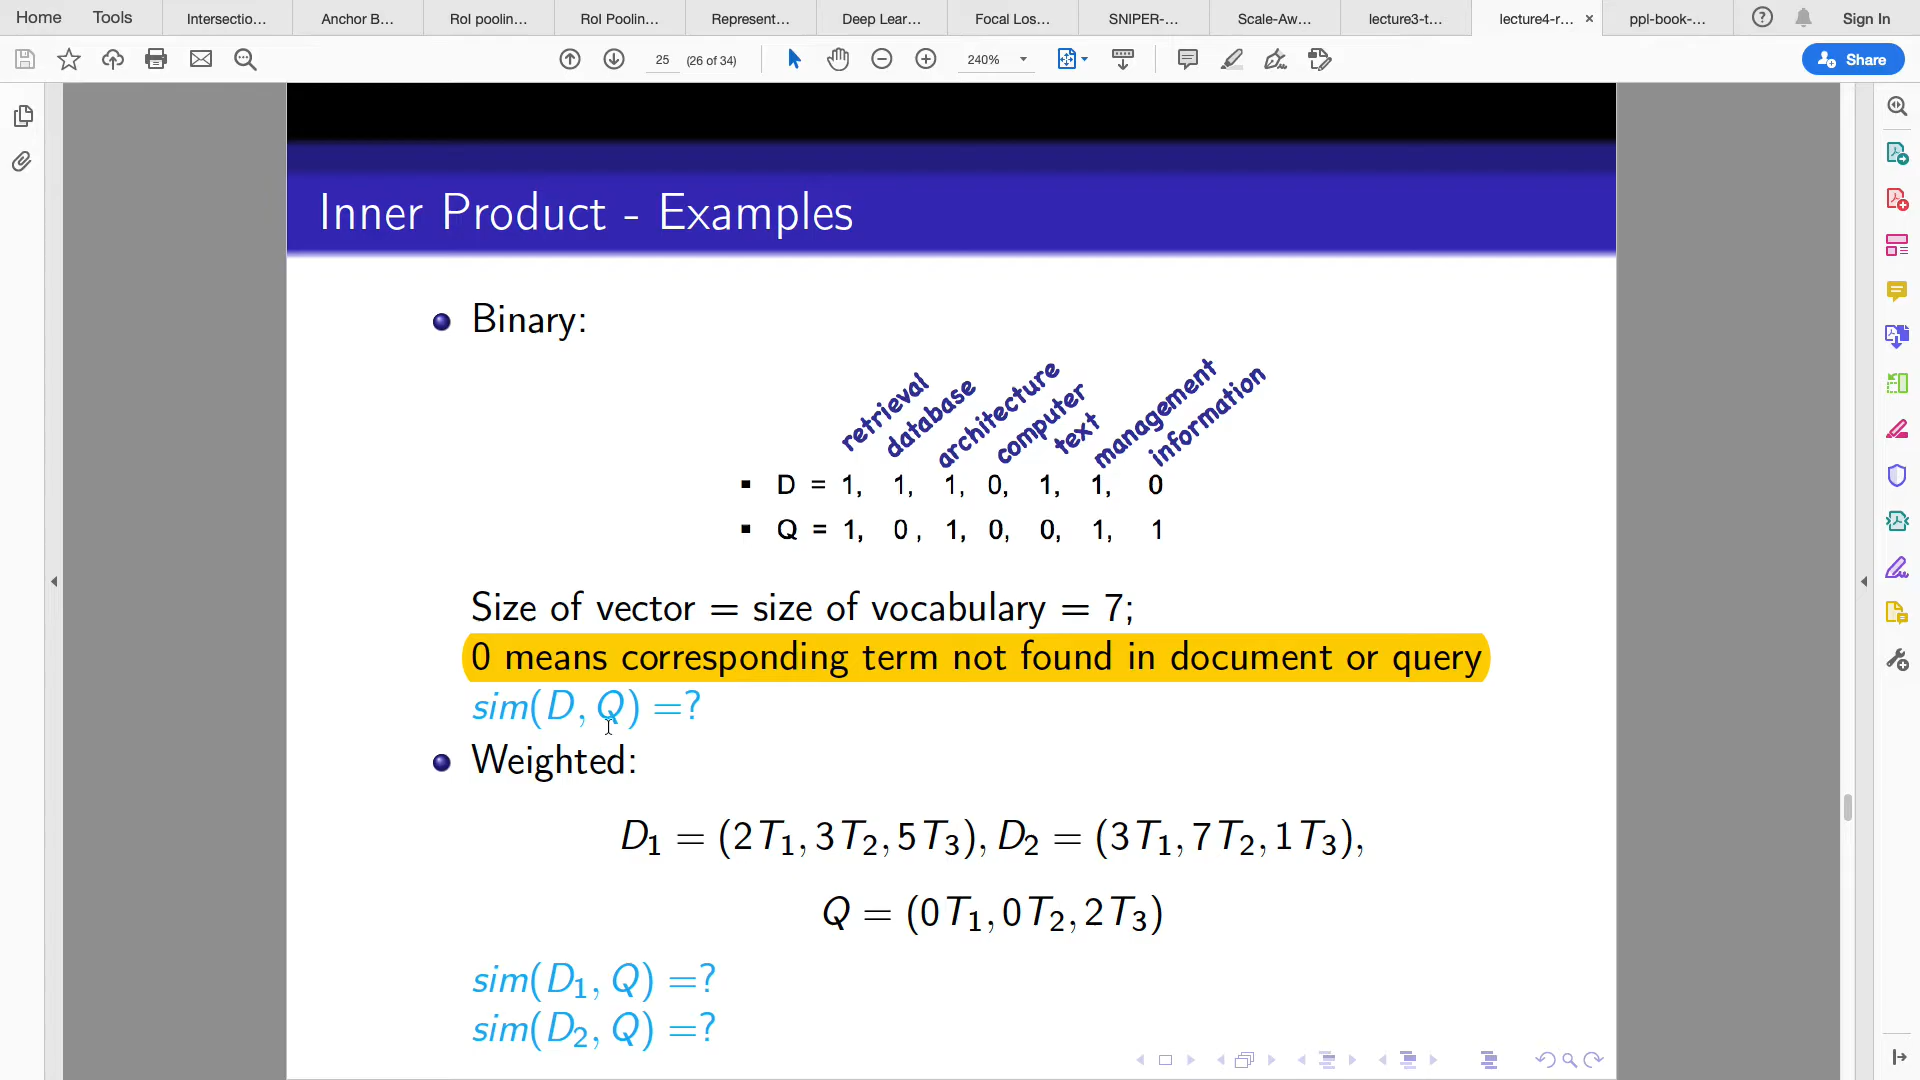 Home Tools Intersectio... Anchor B... RoI poolin... RoI Poolin... Represent... Deep Lear... Focal Los... SNIPER-... Scale-Aw... lecture3-t... lecture4-r... × ppl-book-... Sign In
25 (26 of 34) 240% Share
Inner Product - Examples
Binary:
retrieval database architecture computer text management information
D = 1, 1, 1, 0, 1, 1, 0
Q = 1, 0, 1, 0, 0, 1, 1
Size of vector = size of vocabulary = 7;
0 means corresponding term not found in document or query
sim(D, Q) =?
Weighted:
D₁ = (2T₁, 3T₂, 5T₃), D₂ = (3T₁, 7T₂, 1T₃),
Q = (0T₁, 0T₂, 2T₃)
sim(D₁, Q) =?
sim(D₂, Q) =?